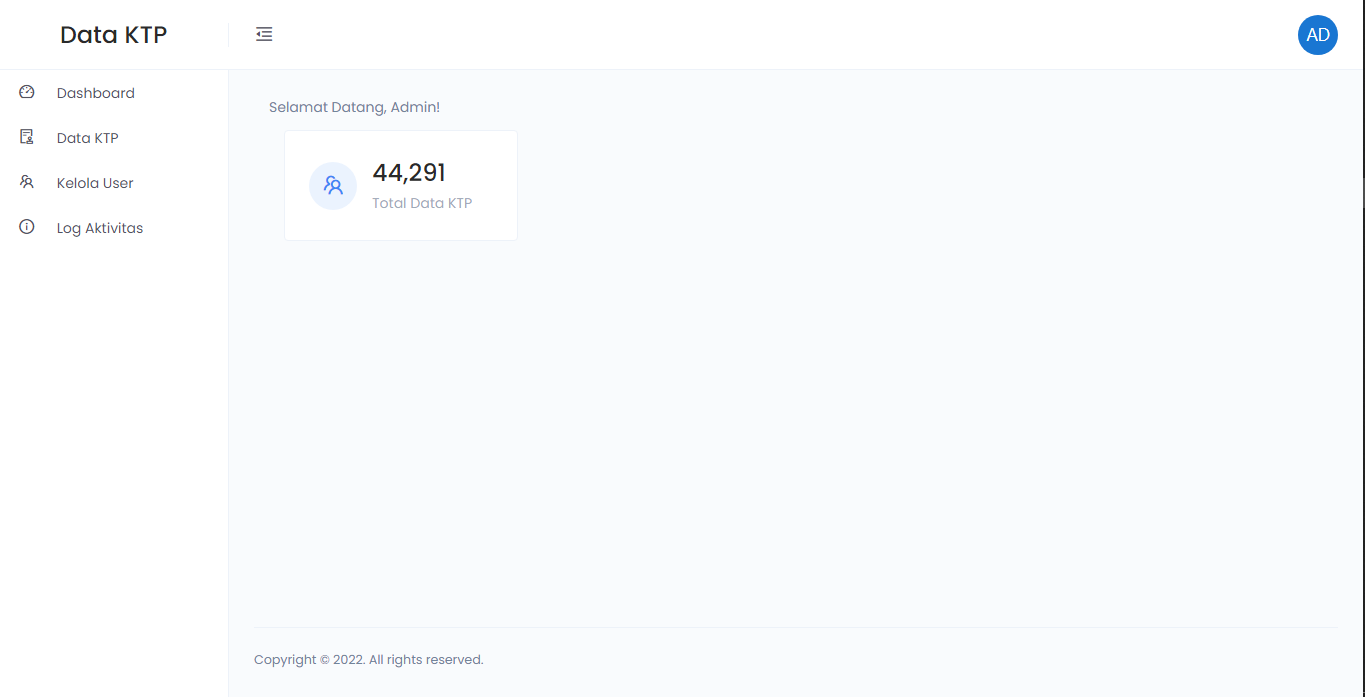 Data KTP
AD
Dashboard
Data KTP
Kelola User
Log Aktivitas
Selamat Datang, Admin!
44,291
Total Data KTP
Copyright © 2022. All rights reserved.